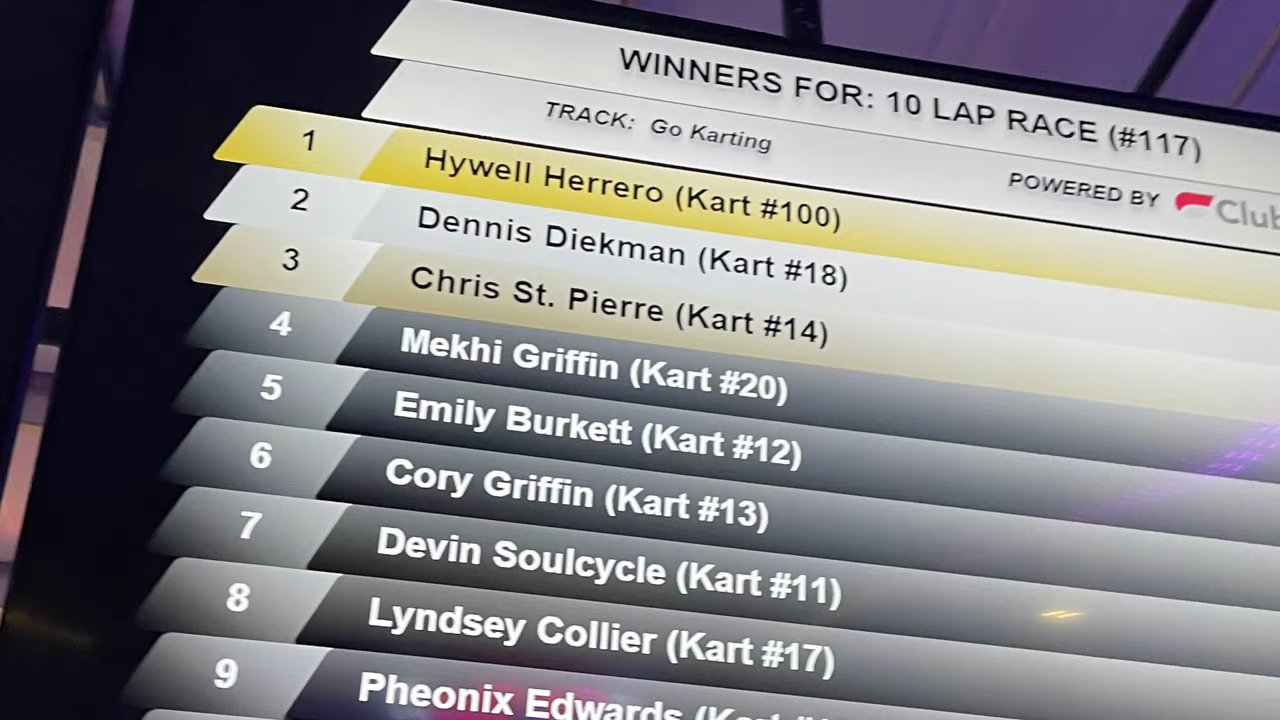 WINNERS FOR: 10 LAP RACE (#117)
TRACK: Go Karting
POWERED BY Club
1 Hywell Herrero (Kart #100)
2 Dennis Diekman (Kart #18)
3 Chris St. Pierre (Kart #14)
4 Mekhi Griffin (Kart #20)
5 Emily Burkett (Kart #12)
6 Cory Griffin (Kart #13)
7 Devin Soulcycle (Kart #11)
8 Lyndsey Collier (Kart #17)
9 Pheonix Edwards (Kart